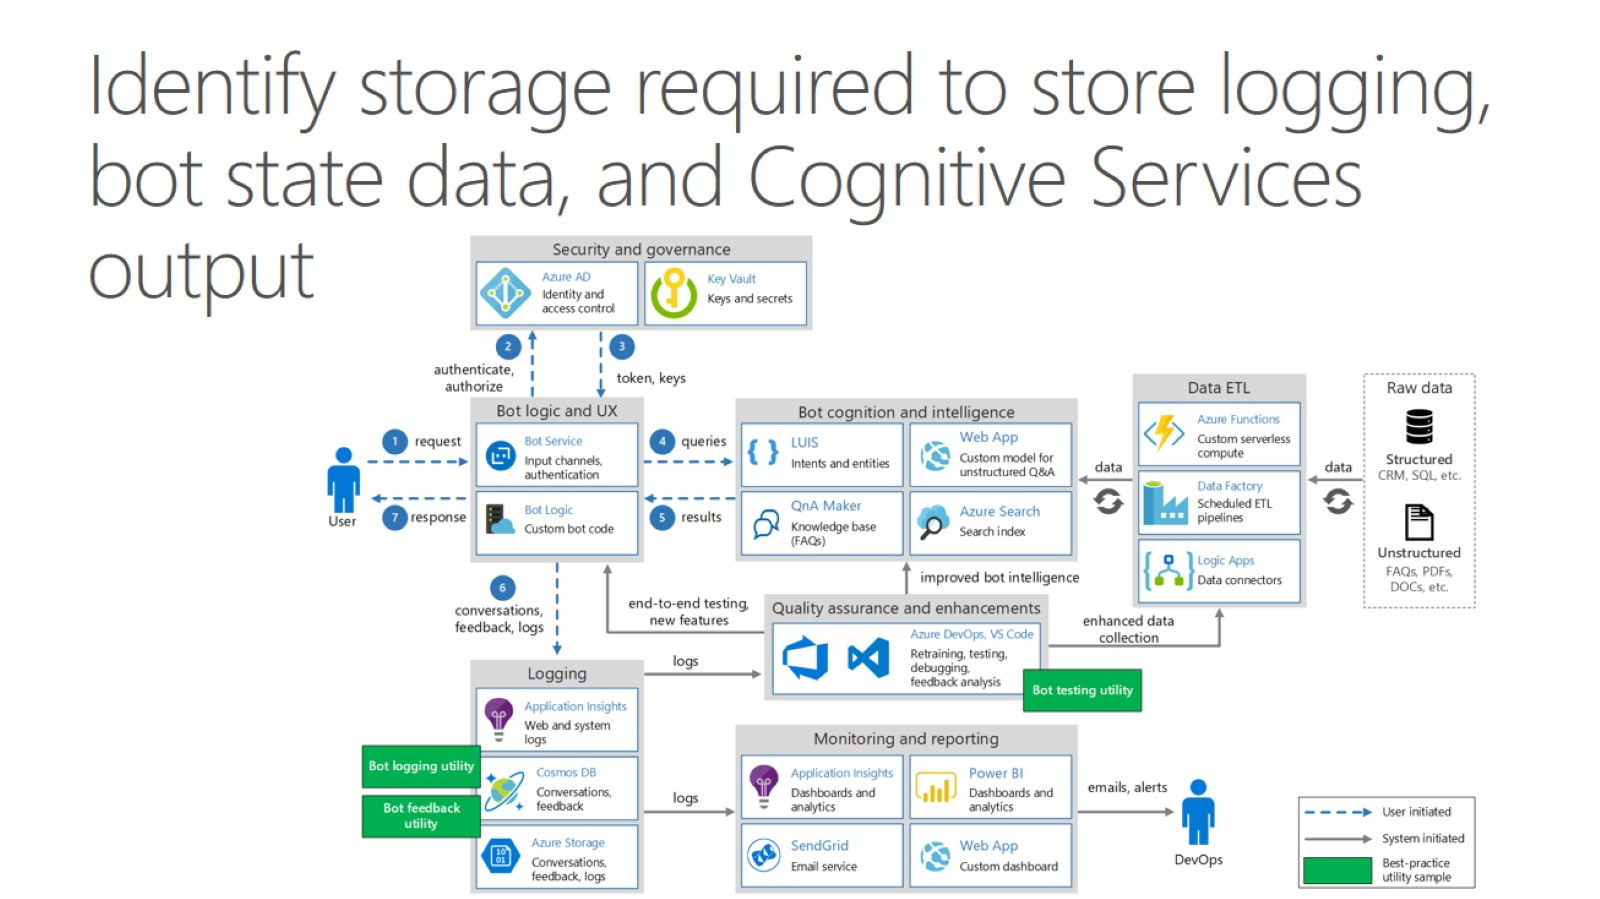 Identify storage required to store logging,
bot state data, and Cognitive Services
output
Security and governance
Azure AD
Identity and
access control
Key Vault
Keys and secrets
2
authenticate,
authorize
3
token, keys
Bot logic and UX
Bot Service
Input channels,
authentication
Bot Logic
Custom bot code
1
request
7
response
User
4
queries
5
results
Bot cognition and intelligence
LUIS
Intents and entities
Web App
Custom model for
unstructured Q&A
QnA Maker
Knowledge base
(FAQs)
Azure Search
Search index
data
Data ETL
Azure Functions
Custom serverless
compute
Data Factory
Scheduled ETL
pipelines
Logic Apps
Data connectors
data
Raw data
Structured
CRM, SQL, etc.
Unstructured
FAQs, PDFs,
DOCs, etc.
6
conversations,
feedback, logs
end-to-end testing,
new features
improved bot intelligence
Quality assurance and enhancements
Azure DevOps, VS Code
Retraining, testing,
debugging,
feedback analysis
enhanced data
collection
Bot testing utility
Logging
logs
Application Insights
Web and system
logs
Bot logging utility
Cosmos DB
Conversations,
feedback
Bot feedback
utility
Azure Storage
10
01
Conversations,
feedback, logs
logs
Monitoring and reporting
Application Insights
Dashboards and
analytics
Power BI
Dashboards and
analytics
SendGrid
Email service
Web App
Custom dashboard
emails, alerts
DevOps
User initiated
System initiated
Best-practice
utility sample